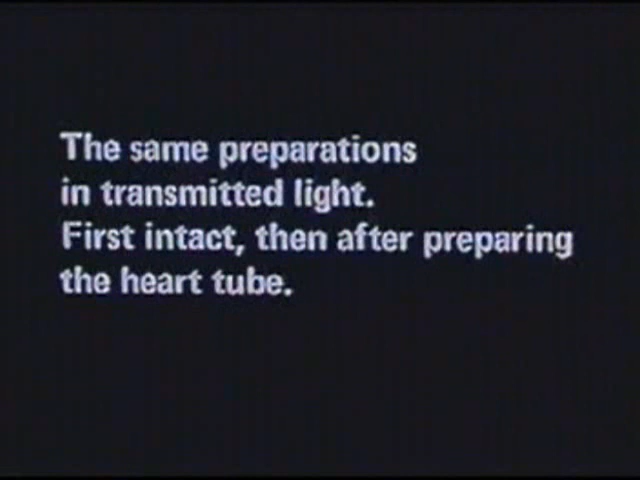 The same preparations
in transmitted light.
First intact, then after preparing
the heart tube.